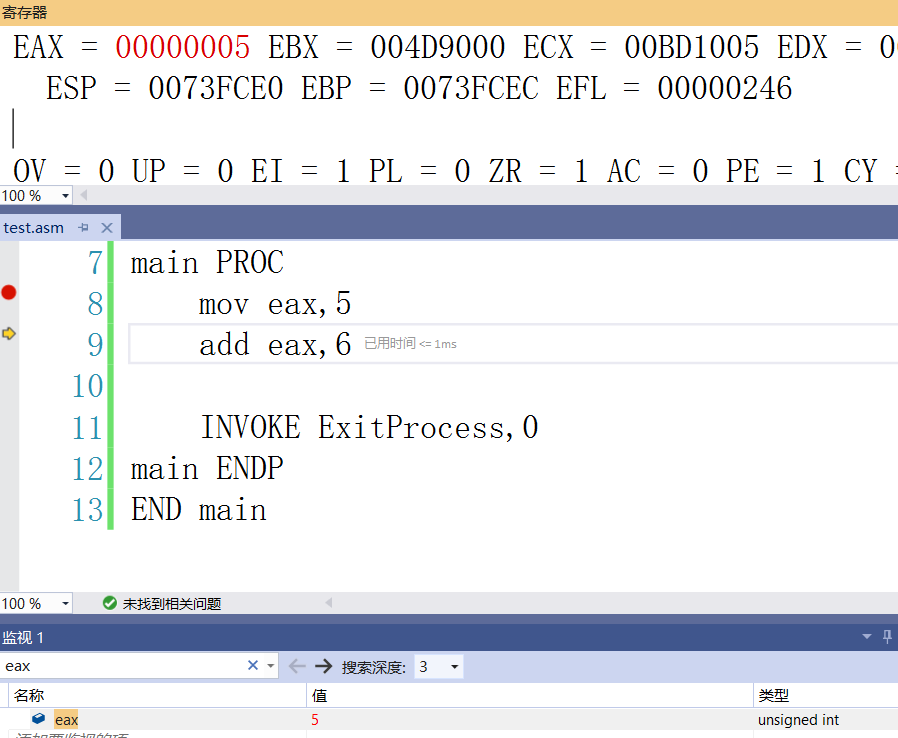 寄存器
EAX = 00000005 EBX = 004D9000 ECX = 00BD1005 EDX =
ESP = 0073FCE0 EBP = 0073FCEC EFL = 00000246
OV = 0 UP = 0 EI = 1 PL = 0 ZR = 1 AC = 0 PE = 1 CY =
100 %
test.asm
7 main PROC
8 mov eax,5
9 add eax,6 已用时间 <= 1ms
10
11 INVOKE ExitProcess,0
12 main ENDP
13 END main
100 % 未找到相关问题
监视 1
eax 搜索深度: 3
名称 值 类型
eax 5 unsigned int